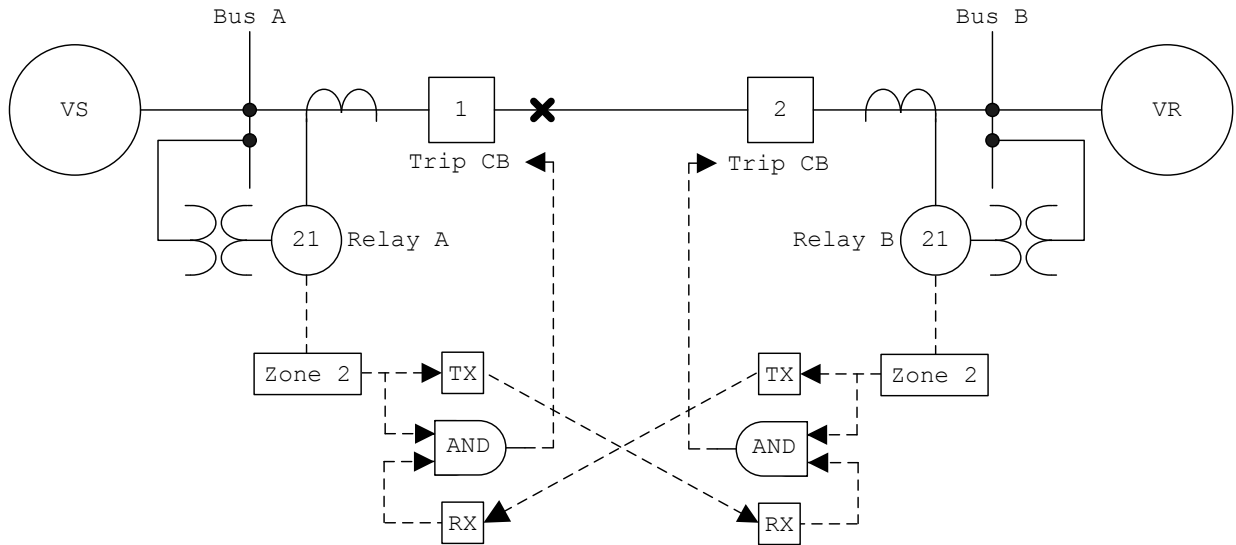 Bus A
Bus B
VS
1
2
VR
Trip CB
Trip CB
21
Relay A
Relay B
21
Zone 2
TX
TX
Zone 2
AND
AND
RX
RX